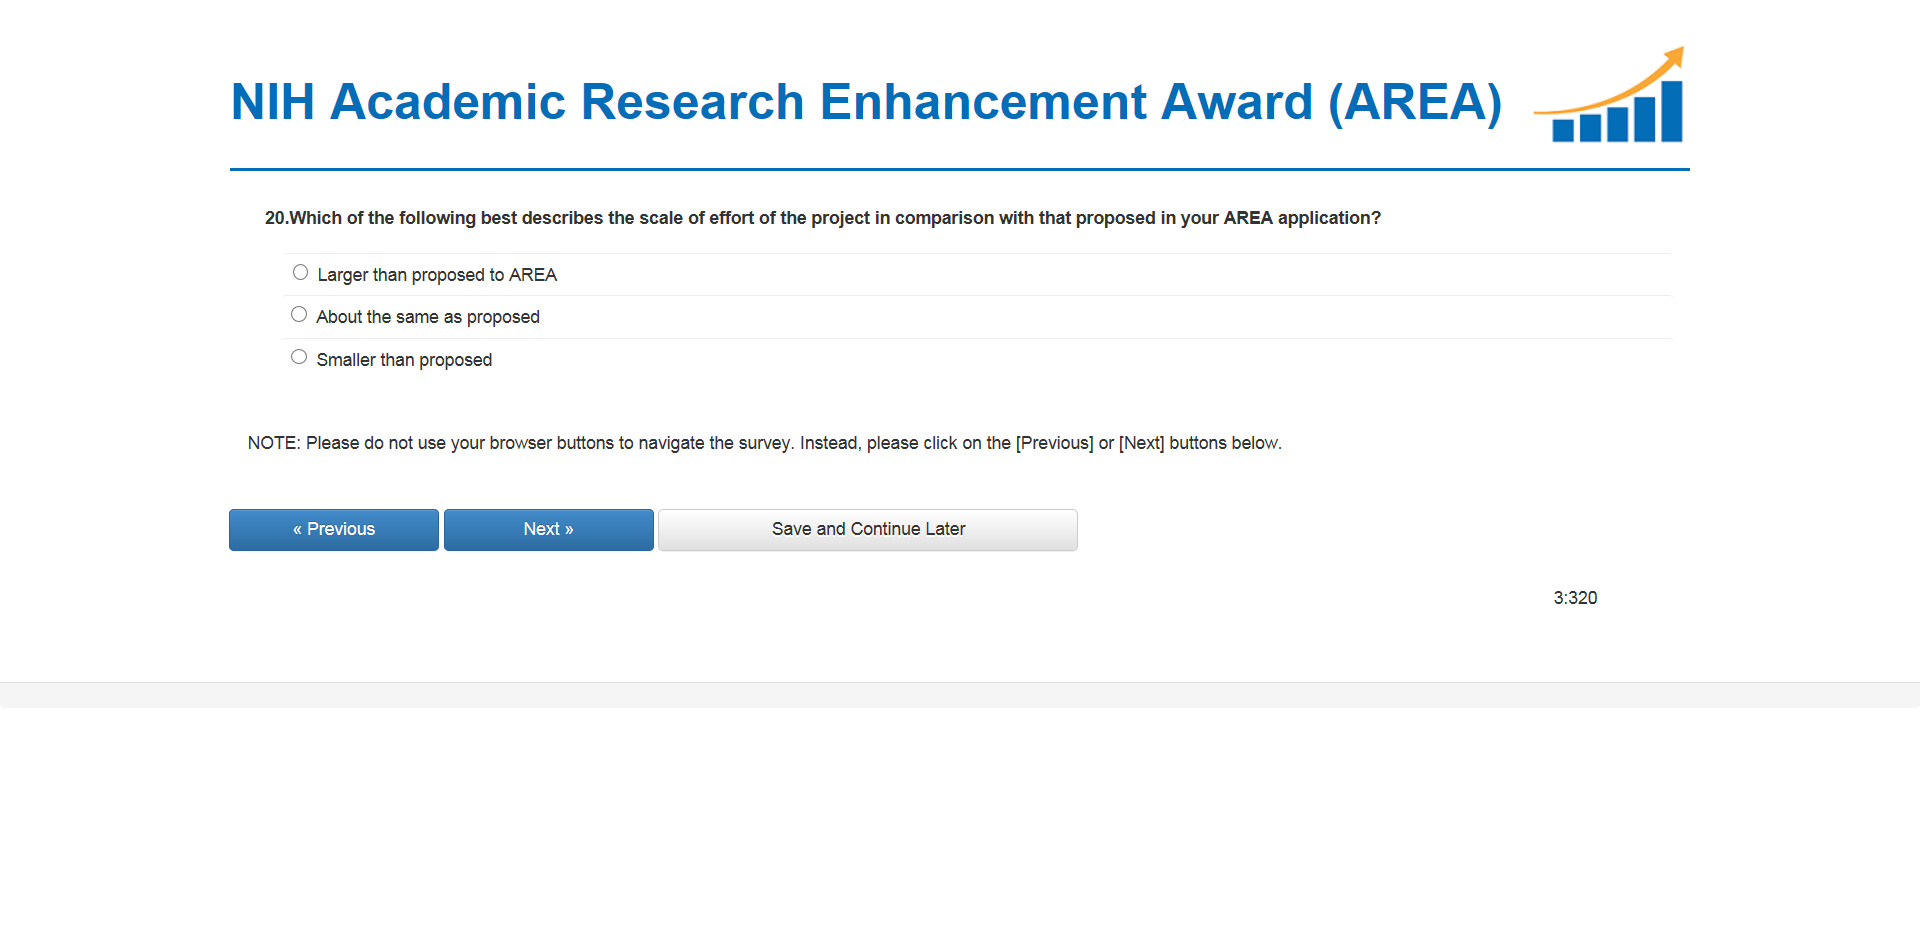 NIH Academic Research Enhancement Award (AREA)
20.Which of the following best describes the scale of effort of the project in comparison with that proposed in your AREA application?
Larger than proposed to AREA
About the same as proposed
Smaller than proposed
NOTE: Please do not use your browser buttons to navigate the survey. Instead, please click on the [Previous] or [Next] buttons below.
« Previous Next » Save and Continue Later
3:320